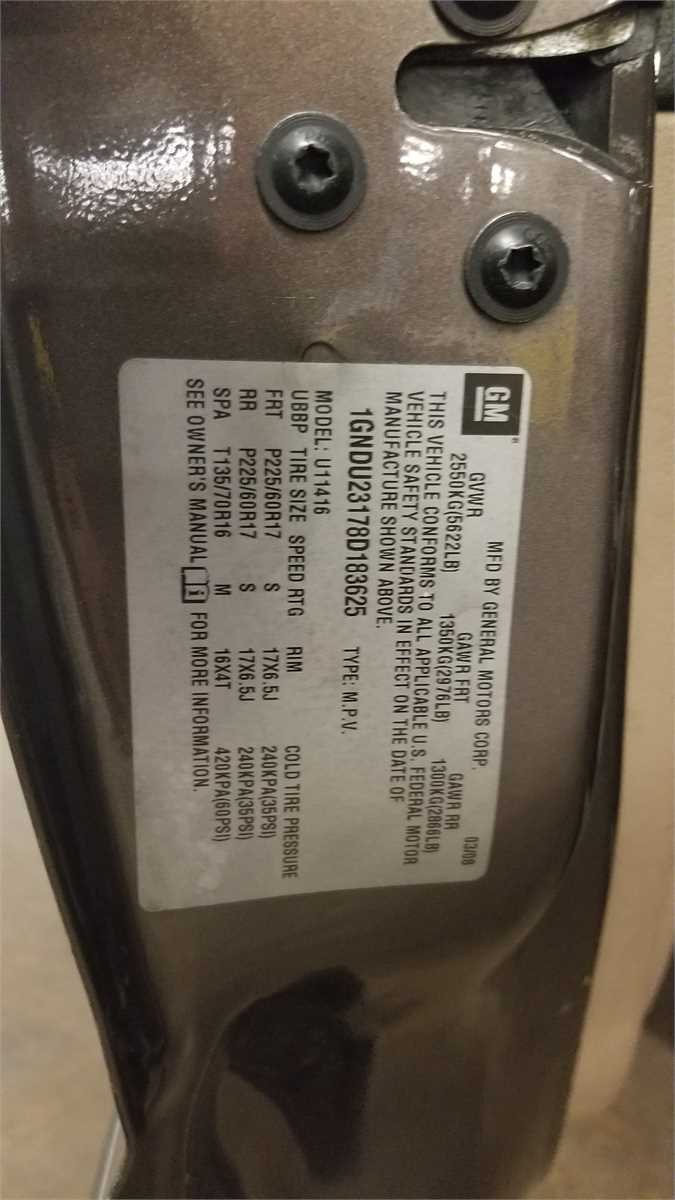 GM®
MFD BY GENERAL MOTORS CORP. 03/08
GVWR GAWR FRT GAWR RR
2550KG(5622LB) 1350KG(2976LB) 1300KG(2866LB)
THIS VEHICLE CONFORMS TO ALL APPLICABLE U.S. FEDERAL MOTOR
VEHICLE SAFETY STANDARDS IN EFFECT ON THE DATE OF
MANUFACTURE SHOWN ABOVE.
1GNDU23178D183625 TYPE: M.P.V.
MODEL: U11416
UBBP TIRE SIZE SPEED RTG RIM COLD TIRE PRESSURE
FRT P225/60R17 S 17X6.5J 240KPA(35PSI)
RR P225/60R17 S 17X6.5J 240KPA(35PSI)
SPA T135/70R16 M 16X4T 420KPA(60PSI)
SEE OWNER'S MANUAL FOR MORE INFORMATION.